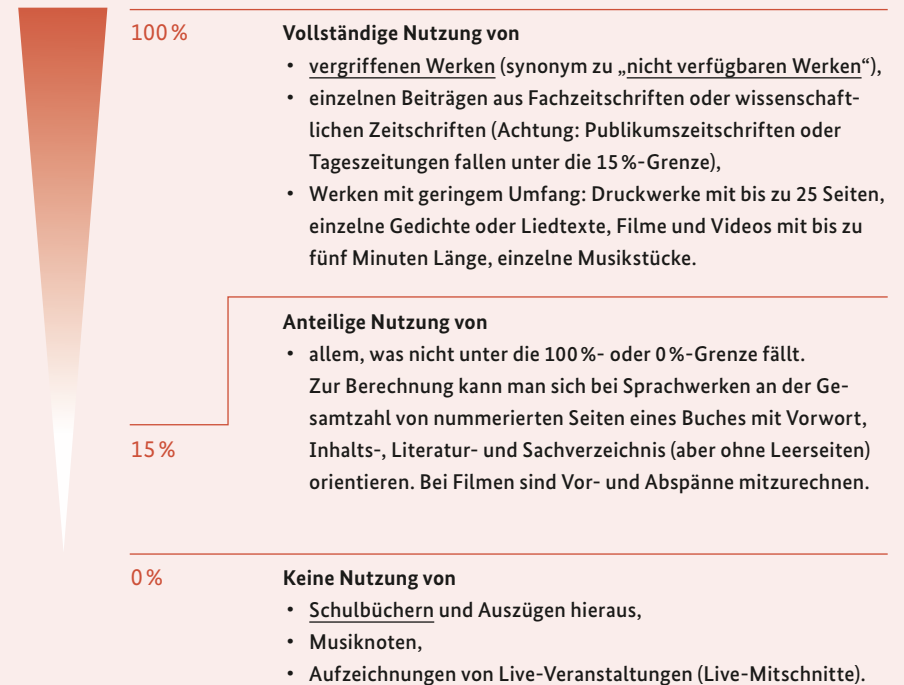 100 %
Vollständige Nutzung von
• vergriffenen Werken (synonym zu „nicht verfügbaren Werken“),
• einzelnen Beiträgen aus Fachzeitschriften oder wissenschaft-
lichen Zeitschriften (Achtung: Publikumszeitschriften oder
Tageszeitungen fallen unter die 15 %-Grenze),
• Werken mit geringem Umfang: Druckwerke mit bis zu 25 Seiten,
einzelne Gedichte oder Liedtexte, Filme und Videos mit bis zu
fünf Minuten Länge, einzelne Musikstücke.
Anteilige Nutzung von
• allem, was nicht unter die 100 %- oder 0 %-Grenze fällt.
Zur Berechnung kann man sich bei Sprachwerken an der Ge-
samtzahl von nummerierten Seiten eines Buches mit Vorwort,
15 %
Inhalts-, Literatur- und Sachverzeichnis (aber ohne Leerseiten)
orientieren. Bei Filmen sind Vor- und Abspänne mitzurechnen.
0 %
Keine Nutzung von
• Schulbüchern und Auszügen hieraus,
• Musiknoten,
• Aufzeichnungen von Live-Veranstaltungen (Live-Mitschnitte).